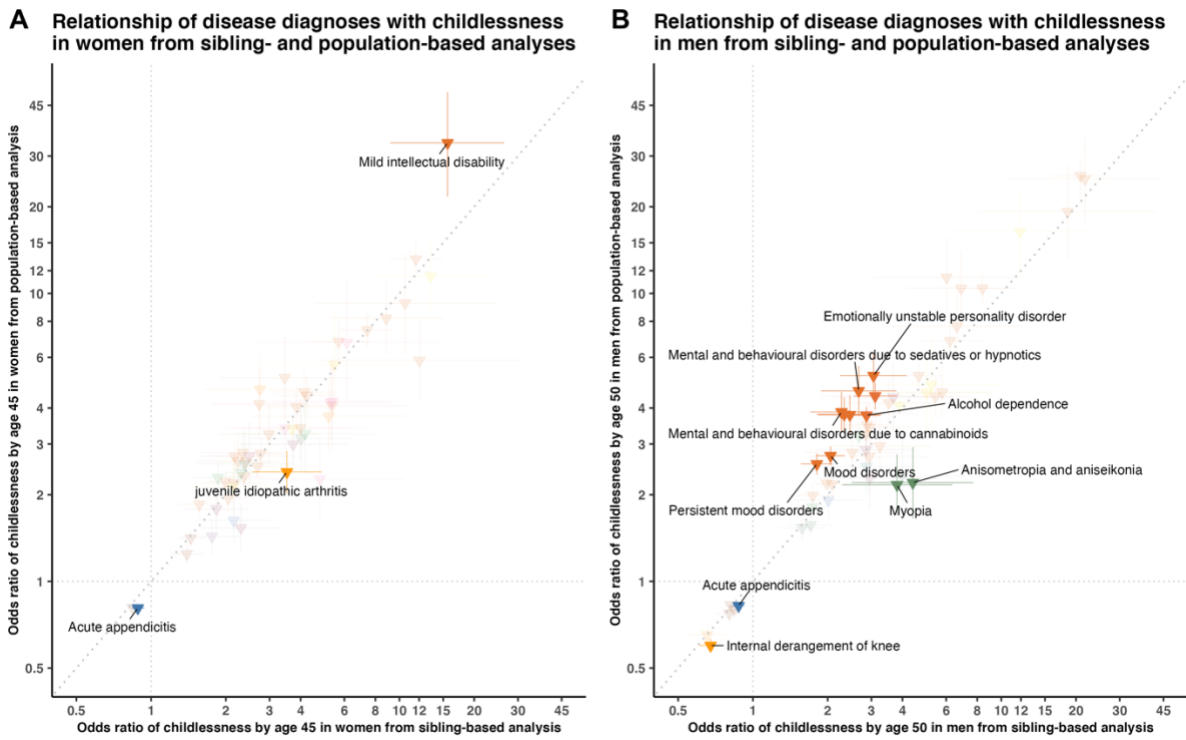 A
Relationship of disease diagnoses with childlessness
in women from sibling- and population-based analyses
Odds ratio of childlessness by age 45 in women from population-based analysis
45
30
20
15
12
10
8
6
4
3
2
1
0.5
Mild intellectual disability
juvenile idiopathic arthritis
Acute appendicitis
0.5 1 2 3 4 6 8 10 12 15 20 30 45
Odds ratio of childlessness by age 45 in women from sibling-based analysis
B
Relationship of disease diagnoses with childlessness
in men from sibling- and population-based analyses
Odds ratio of childlessness by age 50 in men from population-based analysis
45
30
20
15
12
10
8
6
4
3
2
1
0.5
Emotionally unstable personality disorder
Mental and behavioural disorders due to sedatives or hypnotics
Alcohol dependence
Mental and behavioural disorders due to cannabinoids
Mood disorders
Anisometropia and aniseikonia
Persistent mood disorders
Myopia
Acute appendicitis
Internal derangement of knee
0.5 1 2 3 4 6 8 10 12 15 20 30 45
Odds ratio of childlessness by age 50 in men from sibling-based analysis